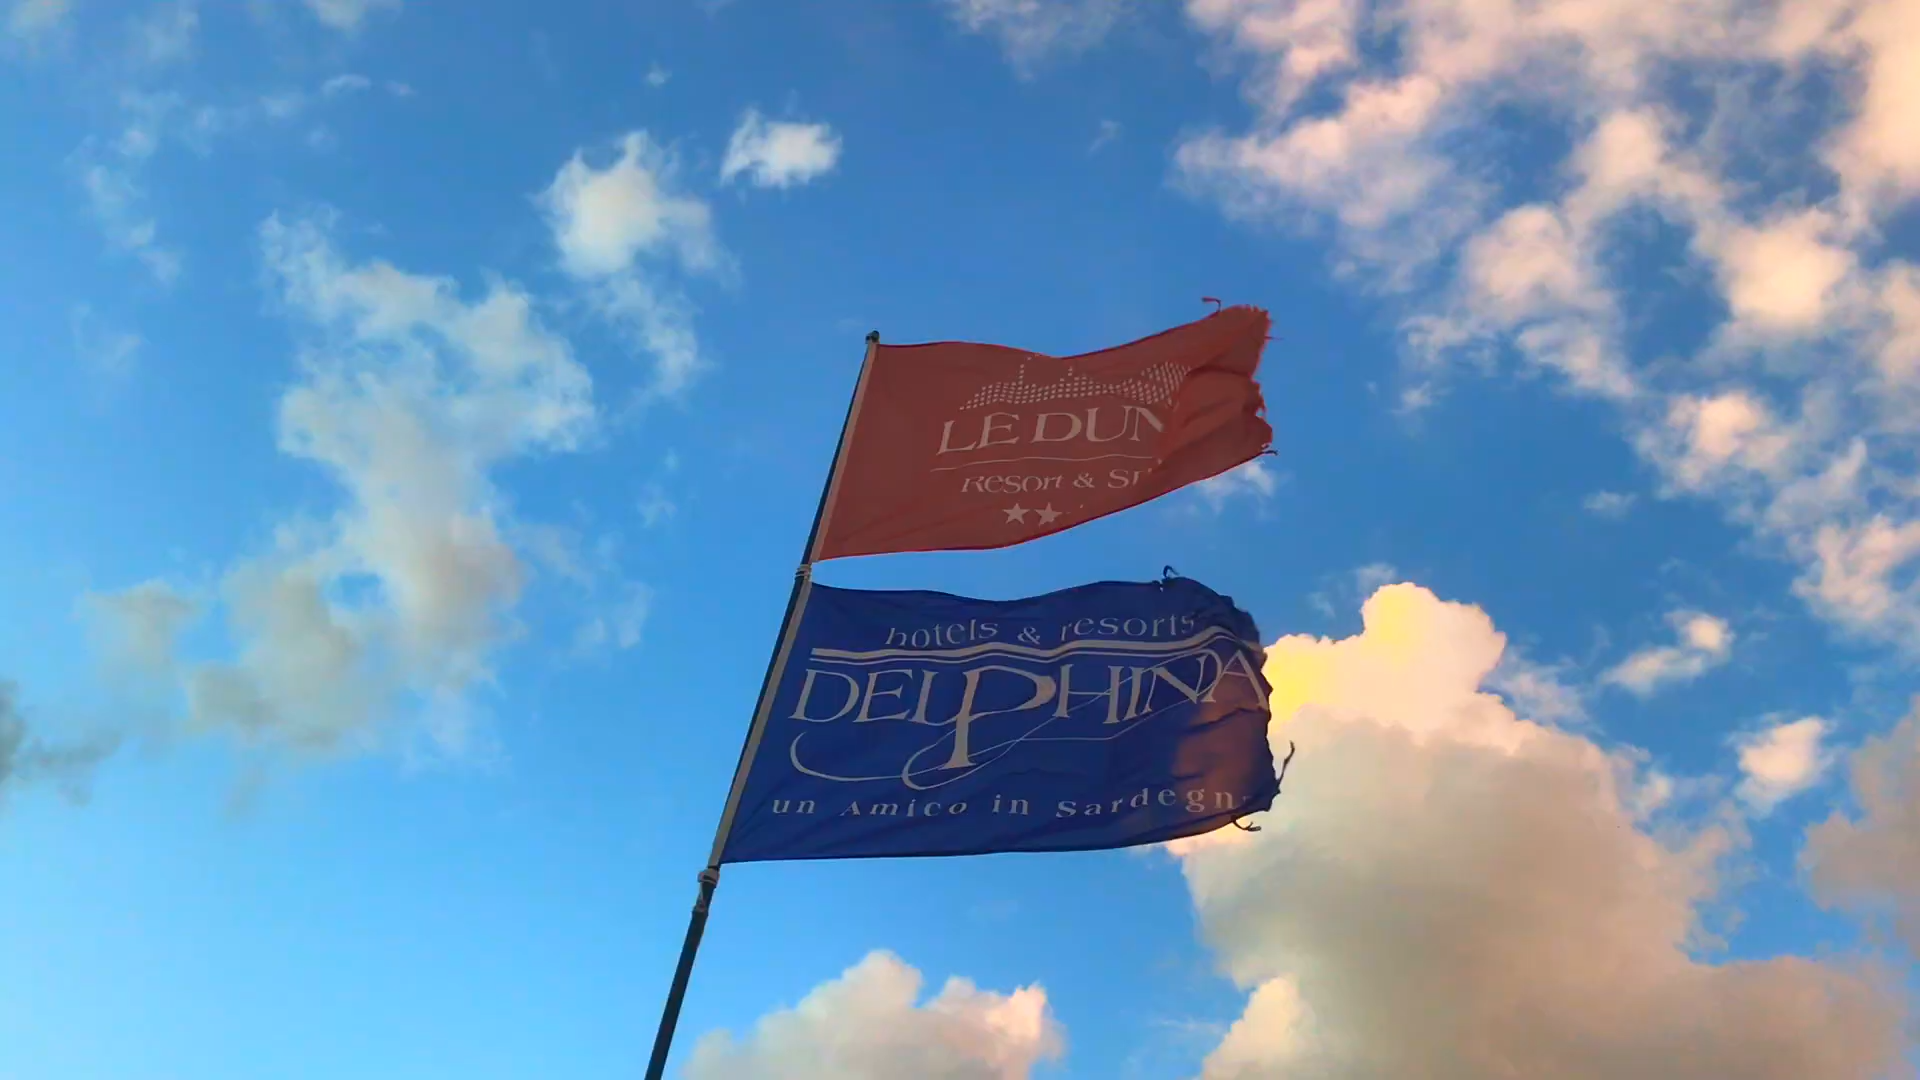 LE DUN
Resort &
hotels & resorts
DELPHINA
un Amico in Sardegn